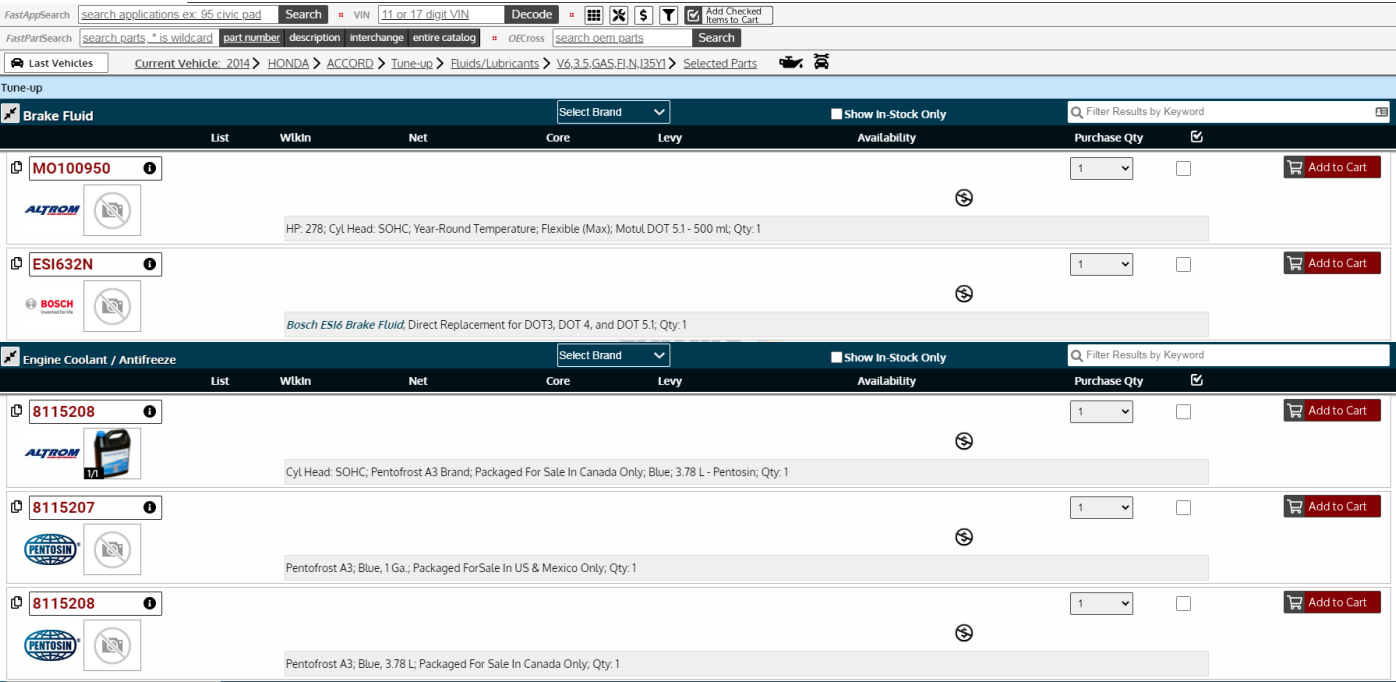 FastAppSearch search applications ex: 95 civic pad Search VIN 11 or 17 digit VIN Decode $ Add Checked Items to Cart
FastPartSearch search parts, * is wildcard part number description interchange entire catalog OECross search oem parts Search
Last Vehicles Current Vehicle: 2014 HONDA ACCORD Tune-up Fluids/Lubricants V6,3.5,GAS,FI,N,J35Y1 Selected Parts
Tune-up
Brake Fluid Select Brand Show In-Stock Only Filter Results by Keyword
List WlkIn Net Core Levy Availability Purchase Qty
MO100950 1 Add to Cart
ALTROM
HP: 278; Cyl Head: SOHC; Year-Round Temperature; Flexible (Max); Motul DOT 5.1 - 500 ml; Qty: 1
ESI632N 1 Add to Cart
BOSCH
Invented for life
Bosch ESI6 Brake Fluid; Direct Replacement for DOT3, DOT 4, and DOT 5.1; Qty: 1
Engine Coolant / Antifreeze Select Brand Show In-Stock Only Filter Results by Keyword
List WlkIn Net Core Levy Availability Purchase Qty
8115208 1 Add to Cart
ALTROM 1/1
Cyl Head: SOHC; Pentofrost A3 Brand; Packaged For Sale In Canada Only; Blue; 3.78 L - Pentosin; Qty: 1
8115207 1 Add to Cart
PENTOSIN
Pentofrost A3; Blue, 1 Ga.; Packaged ForSale In US & Mexico Only; Qty: 1
8115208 1 Add to Cart
PENTOSIN
Pentofrost A3; Blue, 3.78 L; Packaged For Sale In Canada Only; Qty: 1